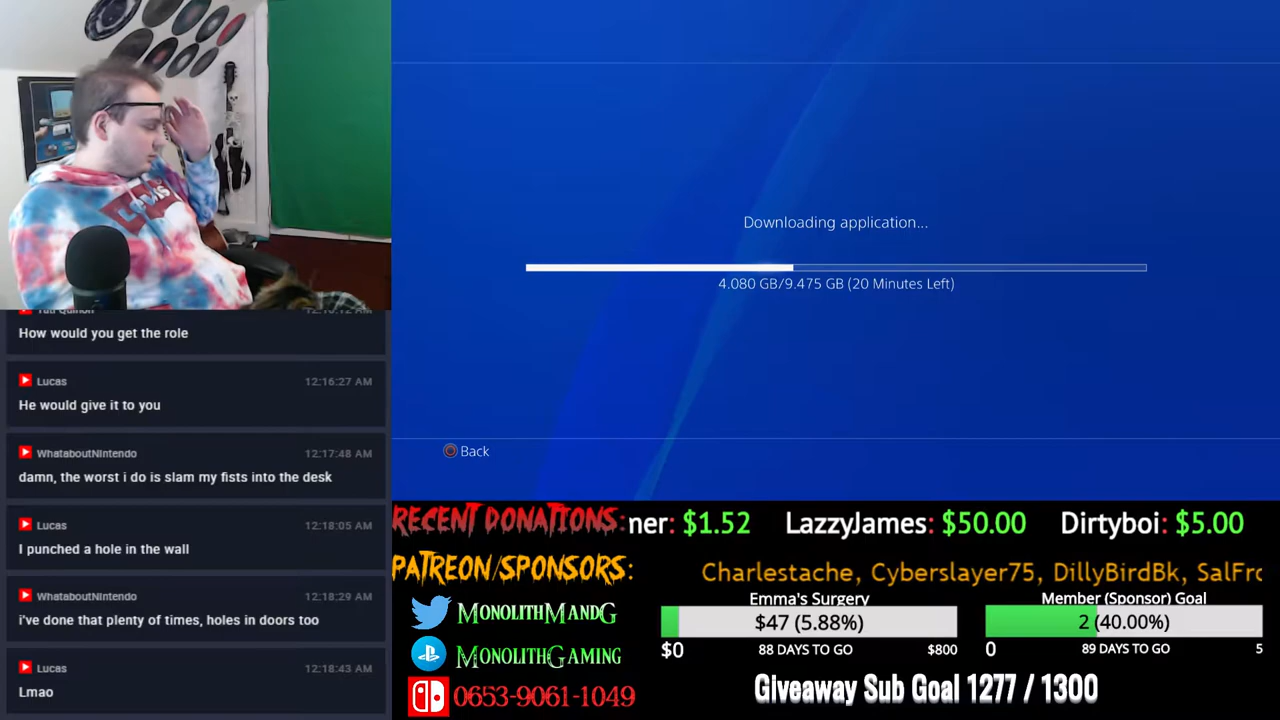 Downloading application...
4.080 GB/9.475 GB (20 Minutes Left)
Back
How would you get the role
Lucas 12:16:27 AM
He would give it to you
WhataboutNintendo 12:17:48 AM
damn, the worst i do is slam my fists into the desk
Lucas 12:18:05 AM
I punched a hole in the wall
WhataboutNintendo 12:18:29 AM
i've done that plenty of times, holes in doors too
Lucas 12:18:43 AM
Lmao
RECENT DONATIONS: ner: $1.52 LazzyJames: $50.00 Dirtyboi: $5.00
PATREON/SPONSORS: Charlestache, Cyberslayer75, DillyBirdBk, SalFro
MonolithMandG
MonolithGaming
0653-9061-1049
Emma's Surgery
$47 (5.88%)
$0 88 DAYS TO GO $800
Member (Sponsor) Goal
2 (40.00%)
0 89 DAYS TO GO 5
Giveaway Sub Goal 1277 / 1300